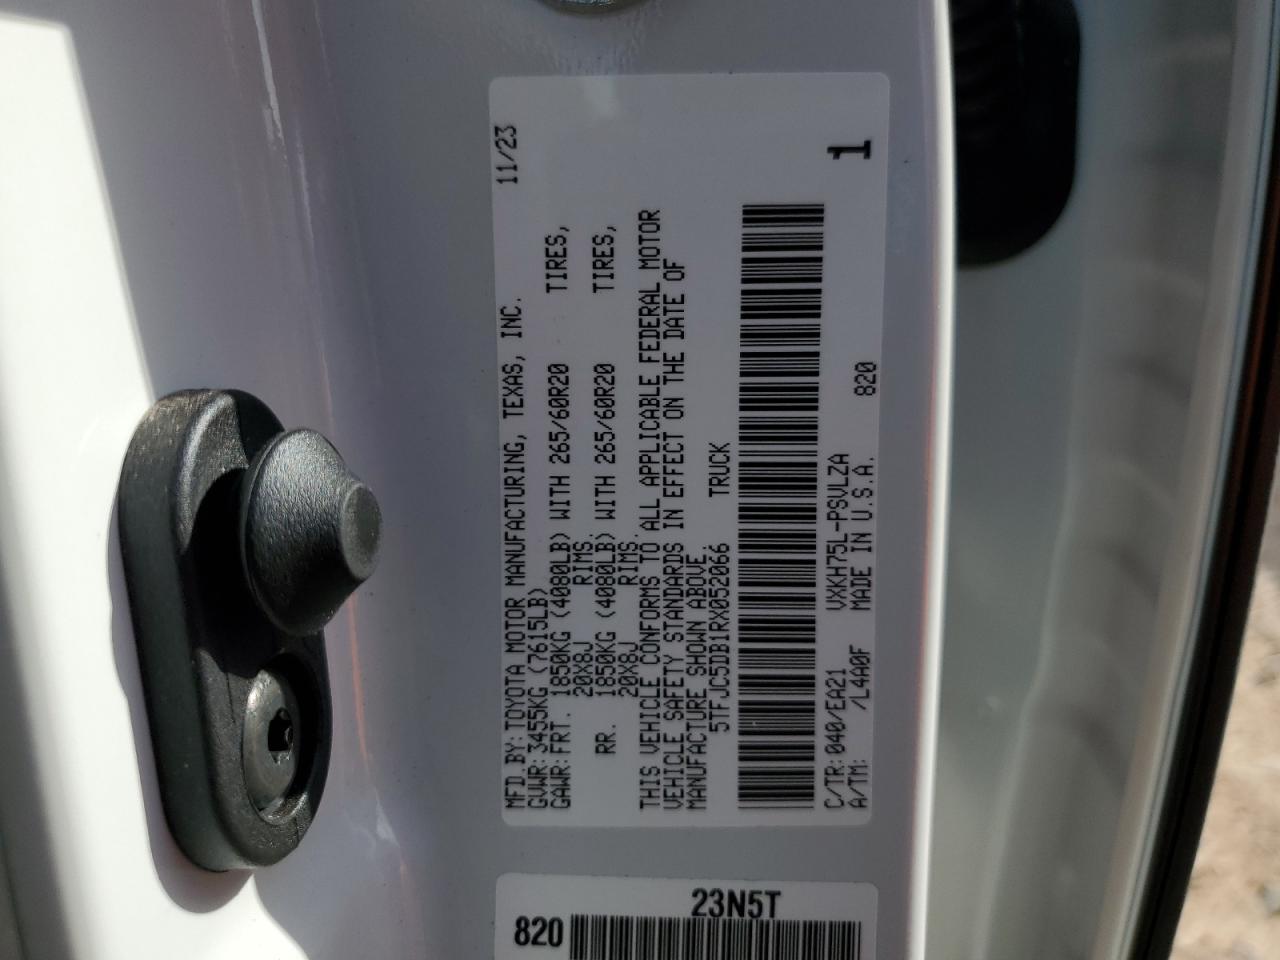 MFD.BY:TOYOTA MOTOR MANUFACTURING, TEXAS, INC. 11/23
GVWR:3455KG (7615LB)
GAWR:FRT. 1850KG (4080LB) WITH 265/60R20 TIRES,
20X8J RIMS.
RR. 1850KG (4080LB) WITH 265/60R20 TIRES,
20X8J RIMS.
THIS VEHICLE CONFORMS TO ALL APPLICABLE FEDERAL MOTOR
VEHICLE SAFETY STANDARDS IN EFFECT ON THE DATE OF
MANUFACTURE SHOWN ABOVE
5TFJC5DB1RX052066 TRUCK
C/TR:040/EA21 VXKH75L-PSVLZA 820 1
A/TM: /L4A0F MADE IN U.S.A.
23N5T
820